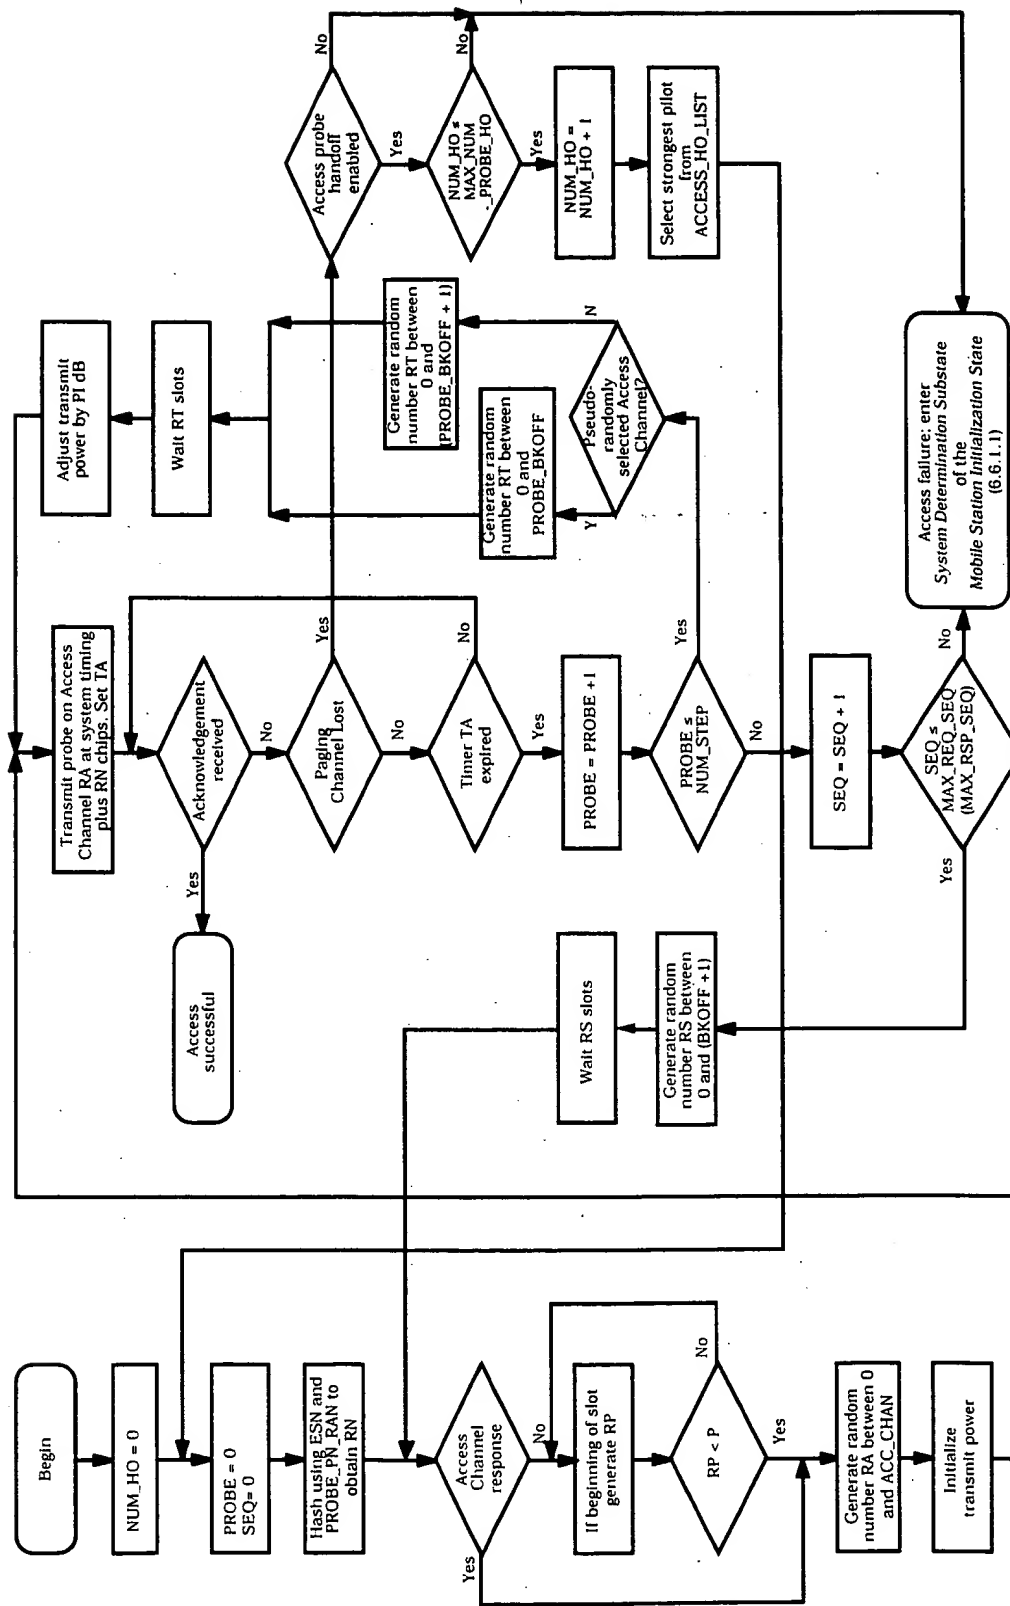 Begin
NUM_HO = 0
PROBE = 0
SEQ= 0
Hash using ESN and
PROBE_PN_RAN to
obtain RN
Access
Channel
response
Yes
No
If beginning of slot
generate RP
RP < P
No
Yes
Generate random
number RA between 0
and ACC_CHAN
Initialize
transmit power
Transmit probe on Access
Channel RA at system timing
plus RN chips. Set TA
Acknowledgement
received
Yes
No
Access
successful
Paging
Channel Lost
Yes
No
Timer TA
expired
No
Yes
PROBE = PROBE +1
PROBE ≤
NUM_STEP
Yes
No
SEQ = SEQ + 1
SEQ ≤
MAX_REQ_SEQ
(MAX_RSP_SEQ)
Yes
No
Generate random
number RS between
0 and (BKOFF +1)
Wait RS slots
Adjust transmit
power by PI dB
Wait RT slots
Generate random
number RT between
0 and
PROBE_BKOFF
Generate random
number RT between
0 and
(PROBE_BKOFF + 1)
Pseudo-
randomly
selected Access
Channel?
Y
N
Access probe
handoff
enabled
No
Yes
NUM_HO ≤
MAX_NUM
_PROBE_HO
No
Yes
NUM_HO =
NUM_HO + 1
Select strongest pilot
from
ACCESS_HO_LIST
Access failure: enter
System Determination Substate
of the
Mobile Station Initialization State
(6.6.1.1)